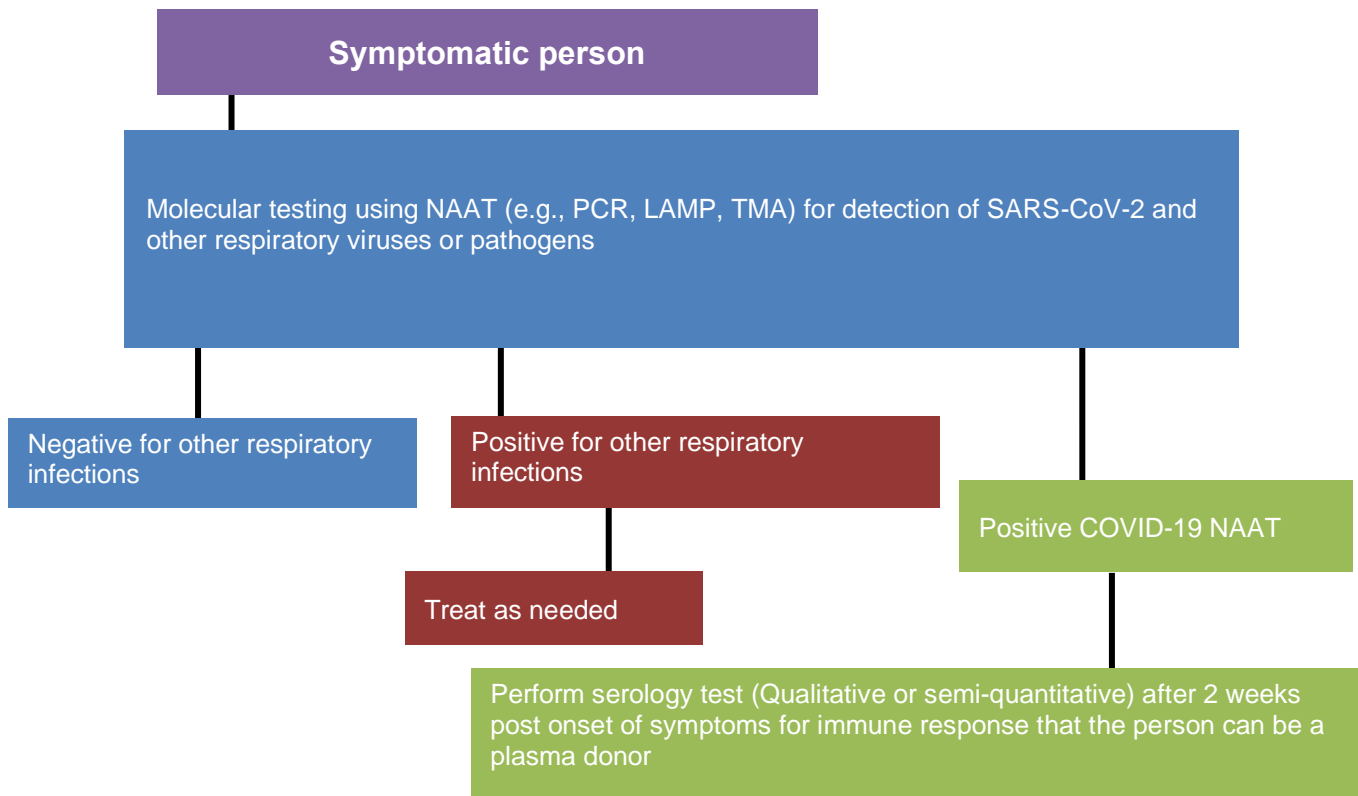 Symptomatic person
Molecular testing using NAAT (e.g., PCR, LAMP, TMA) for detection of SARS-CoV-2 and
other respiratory viruses or pathogens
Negative for other respiratory
infections
Positive for other respiratory
infections
Positive COVID-19 NAAT
Treat as needed
Perform serology test (Qualitative or semi-quantitative) after 2 weeks
post onset of symptoms for immune response that the person can be a
plasma donor